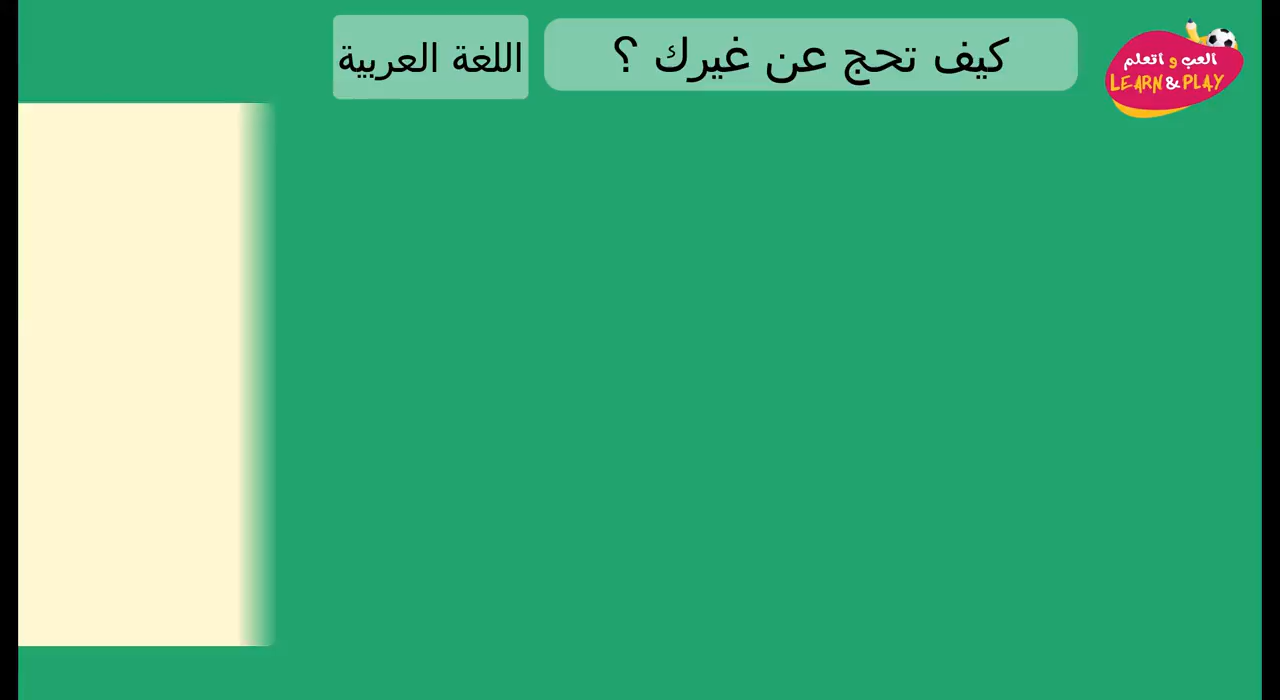 كيف تحج عن غيرك ؟
اللغة العربية
العب و اتعلم
LEARN & PLAY